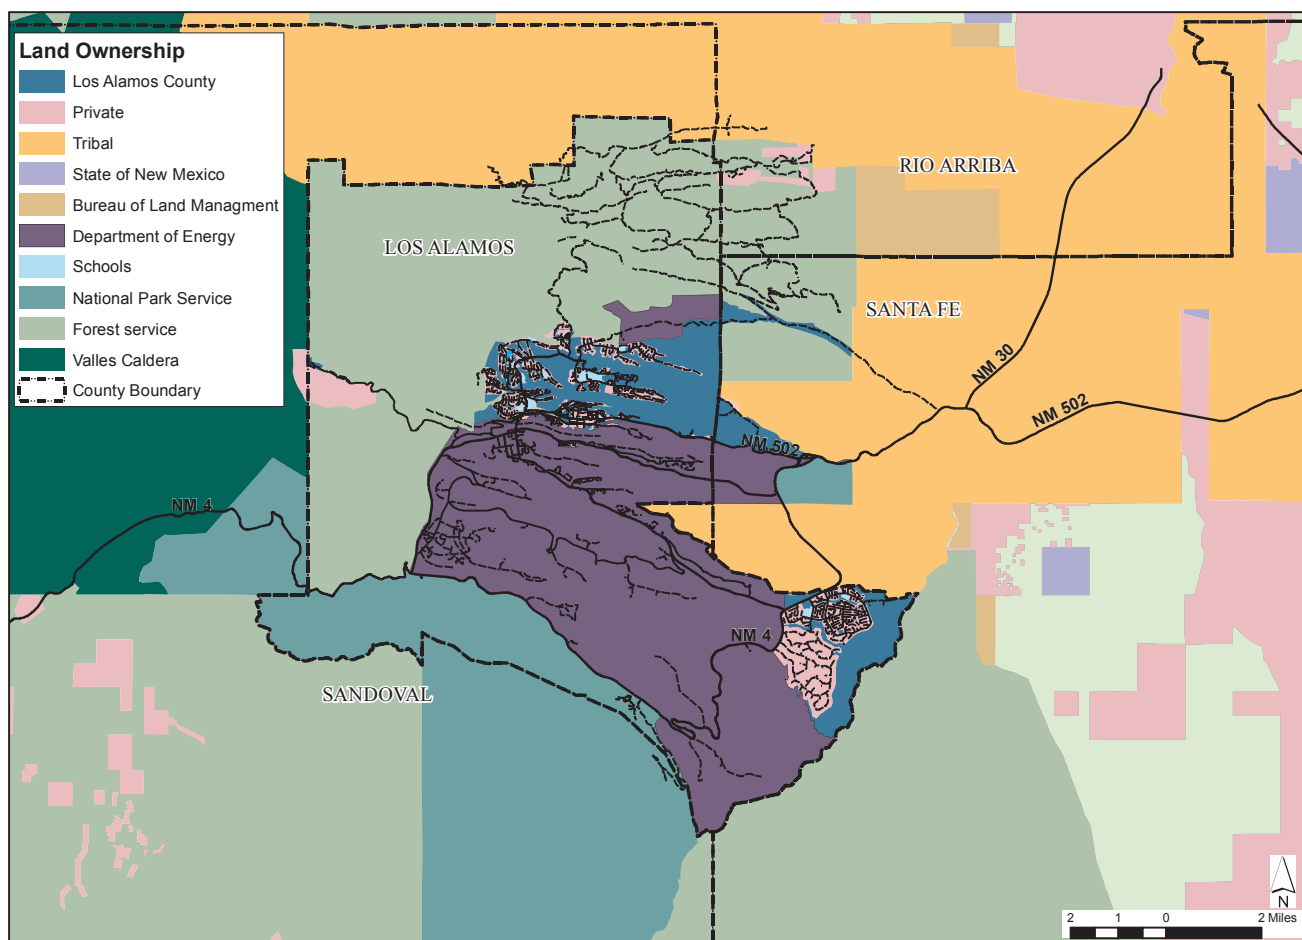 Land Ownership
Los Alamos County
Private
Tribal
State of New Mexico
Bureau of Land Managment
Department of Energy
Schools
National Park Service
Forest service
Valles Caldera
County Boundary
RIO ARRIBA
LOS ALAMOS
SANTA FE
NM 30
NM 502
NM 502
NM 4
NM 4
SANDOVAL
N
2 1 0 2 Miles